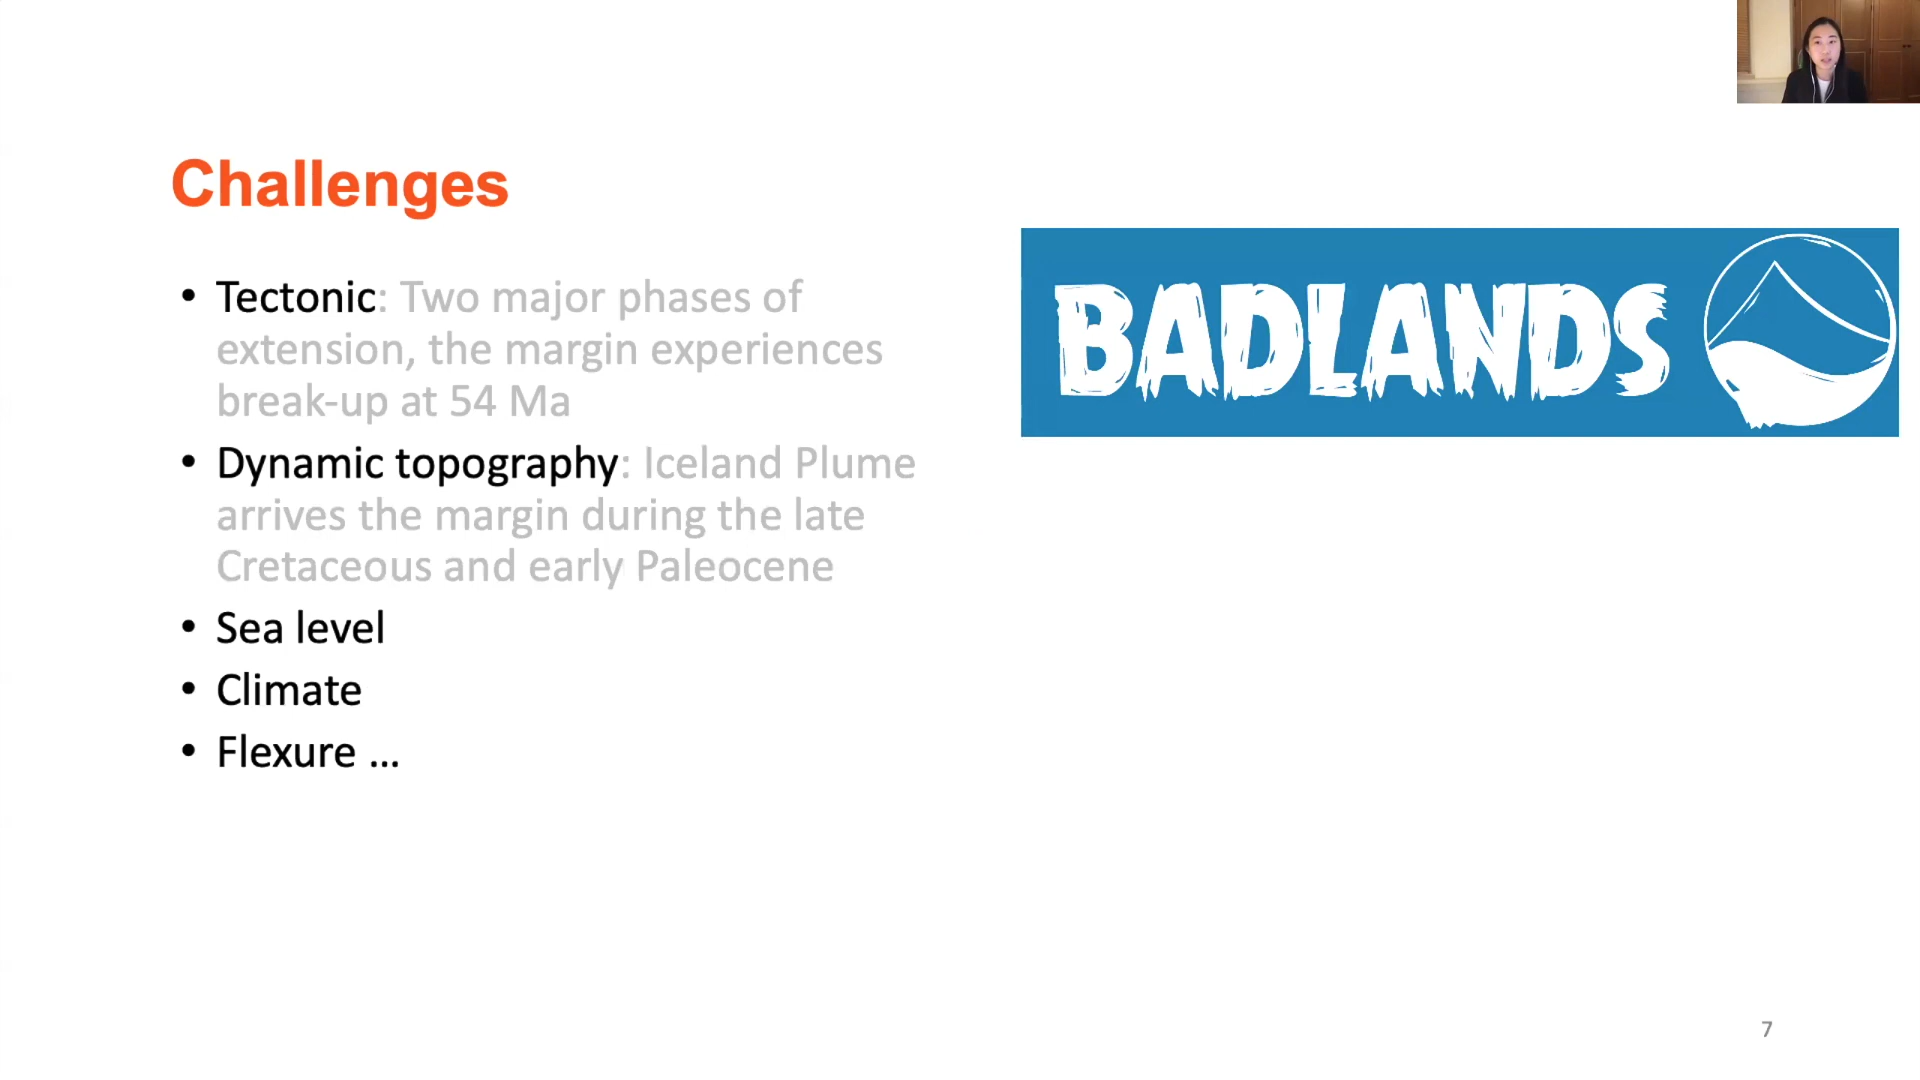 Challenges
• Tectonic: Two major phases of
extension, the margin experiences
break-up at 54 Ma
• Dynamic topography: Iceland Plume
arrives the margin during the late
Cretaceous and early Paleocene
• Sea level
• Climate
• Flexure ...
BADLANDS
7